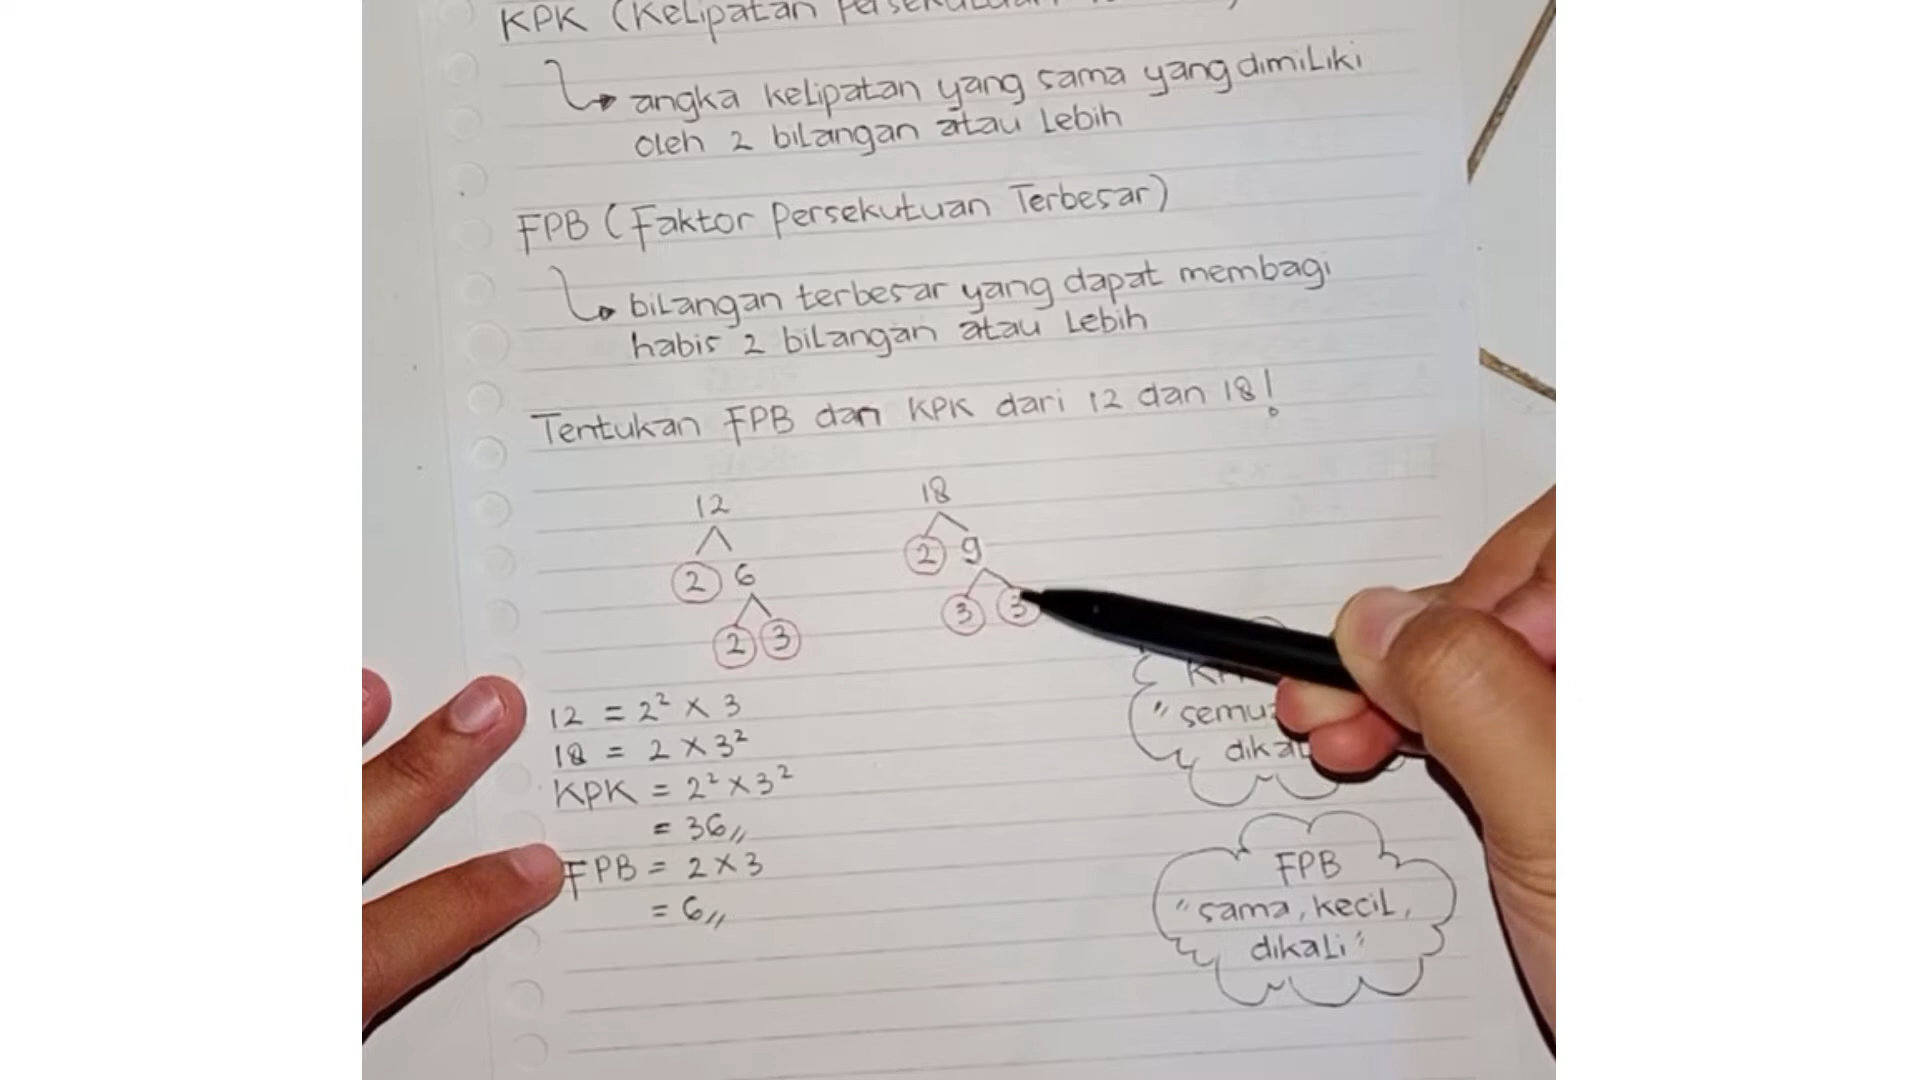 KPK (Kelipatan Persekutuan
angka kelipatan yang sama yang dimiliki
oleh 2 bilangan atau lebih
FPB (Faktor Persekutuan Terbesar)
bilangan terbesar yang dapat membagi
habis 2 bilangan atau lebih
Tentukan FPB dan KPK dari 12 dan 18!
12 18
2 6 2 9
2 3 3 3
12 = 2² × 3
18 = 2 × 3²
KPK = 2² × 3²
= 36,,
FPB = 2 × 3
= 6,,
"semua
FPB
"sama, kecil,
dikali"